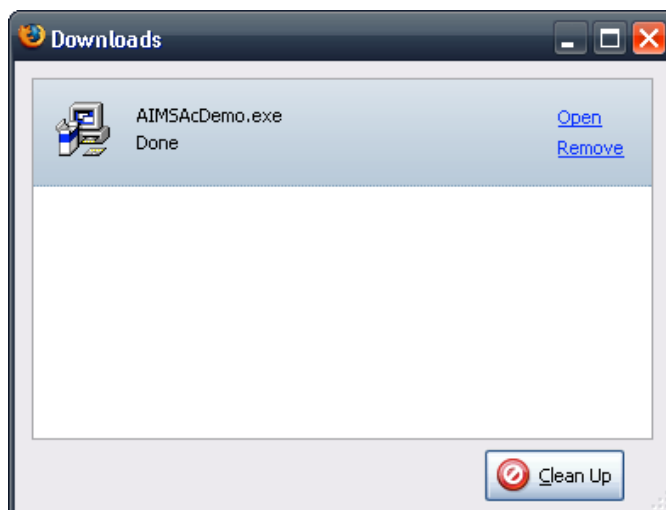 Downloads
AIMSAcDemo.exe
Open
Done
Remove
Clean Up